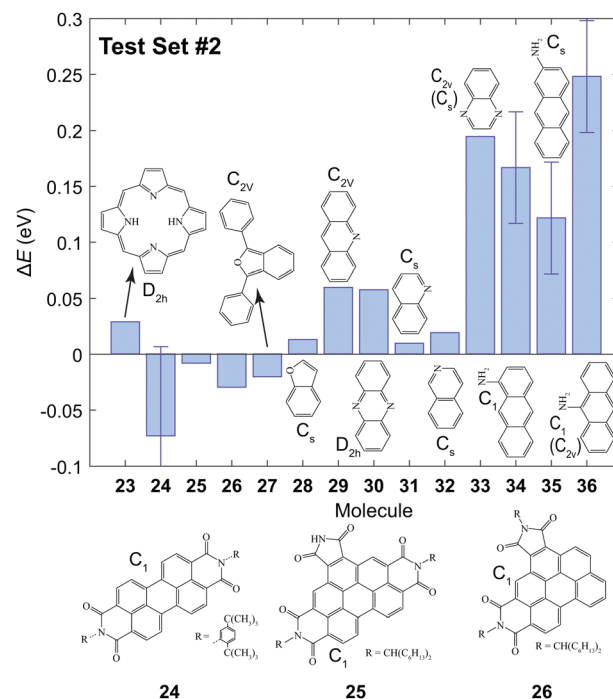 Test Set #2
0.3
0.25
0.2
0.15
0.1
0.05
0
-0.05
-0.1
ΔE (eV)
C2v
(Cs)
NH2
Cs
N
N
C2V
C2V
N
NH
HN
N
O
N
Cs
N
D2h
O
Cs
N
N
D2h
N
Cs
NH2
C1
NH2
C1
(C2v)
23 24 25 26 27 28 29 30 31 32 33 34 35 36
Molecule
C1
O
N
R
O
O
R
N
O
R =
C(CH3)3
C(CH3)3
24
HN
O
O
O
N
R
O
O
R
N
O
C1
R = CH(C6H13)2
25
R
N
O
O
C1
O
R
N
O
R = CH(C6H13)2
26